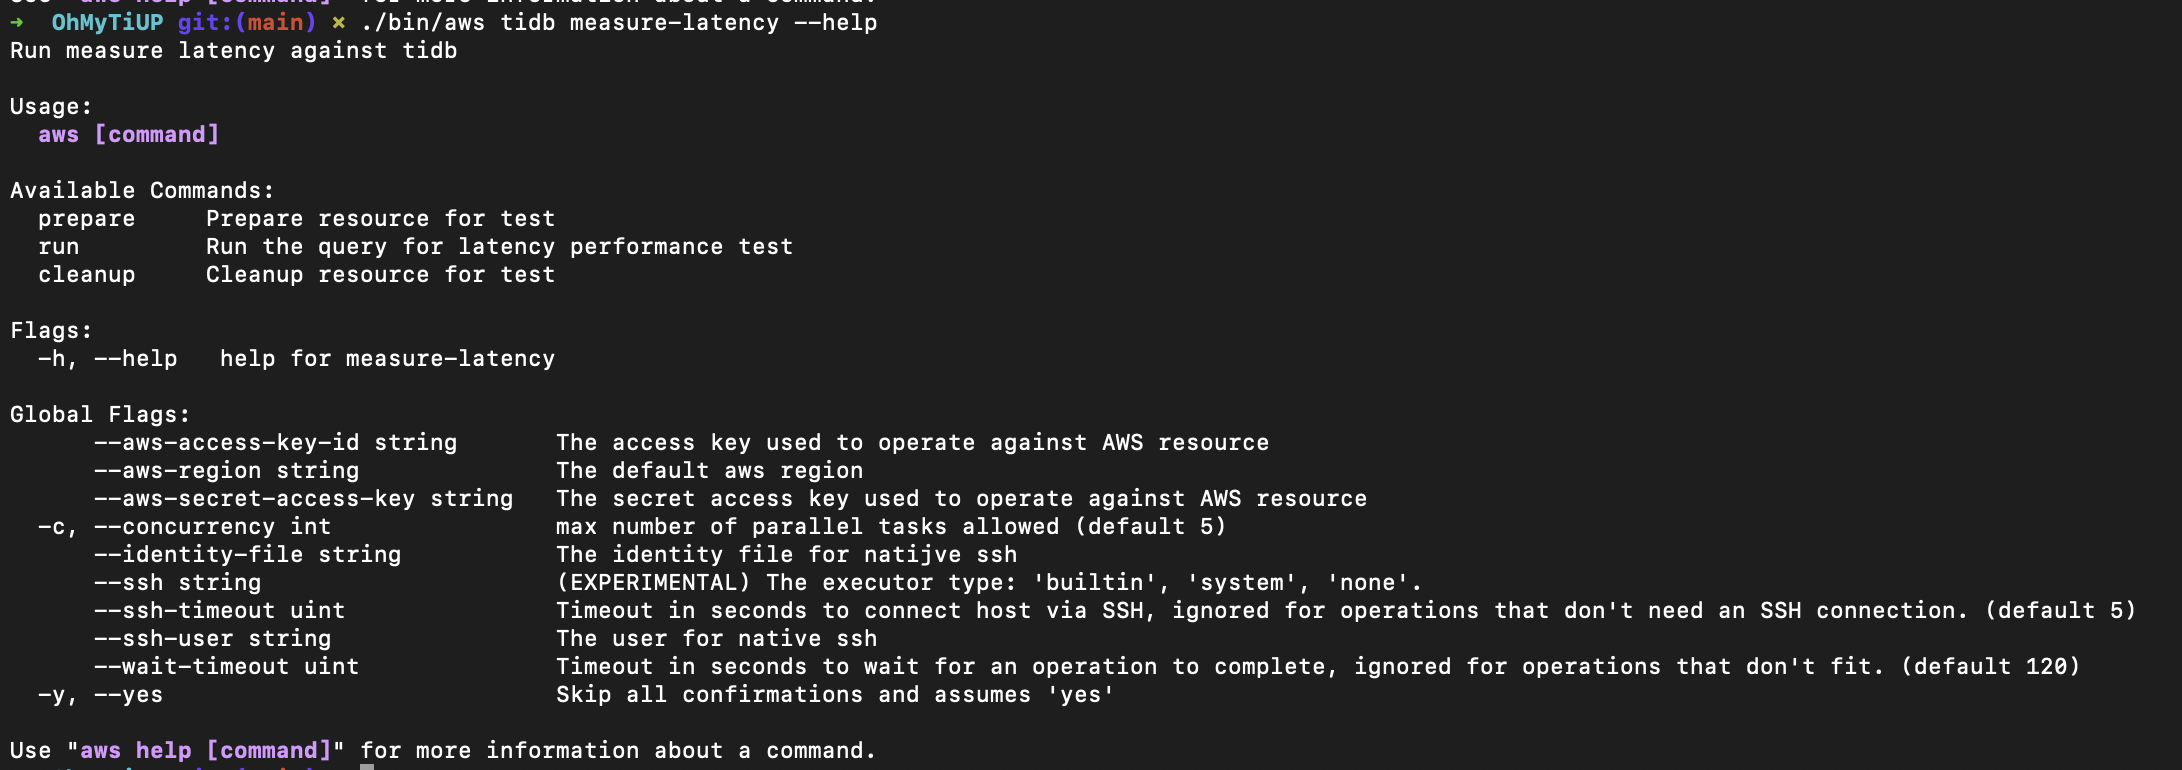 for more information about a command.
➜  OhMyTiUP git:(main) ✗ ./bin/aws tidb measure-latency --help
Run measure latency against tidb

Usage:
  aws [command]

Available Commands:
  prepare     Prepare resource for test
  run         Run the query for latency performance test
  cleanup     Cleanup resource for test

Flags:
  -h, --help   help for measure-latency

Global Flags:
      --aws-access-key-id string       The access key used to operate against AWS resource
      --aws-region string              The default aws region
      --aws-secret-access-key string   The secret access key used to operate against AWS resource
  -c, --concurrency int                max number of parallel tasks allowed (default 5)
      --identity-file string           The identity file for natijve ssh
      --ssh string                     (EXPERIMENTAL) The executor type: 'builtin', 'system', 'none'.
      --ssh-timeout uint               Timeout in seconds to connect host via SSH, ignored for operations that don't need an SSH connection. (default 5)
      --ssh-user string                The user for native ssh
      --wait-timeout uint              Timeout in seconds to wait for an operation to complete, ignored for operations that don't fit. (default 120)
  -y, --yes                            Skip all confirmations and assumes 'yes'

Use "aws help [command]" for more information about a command.